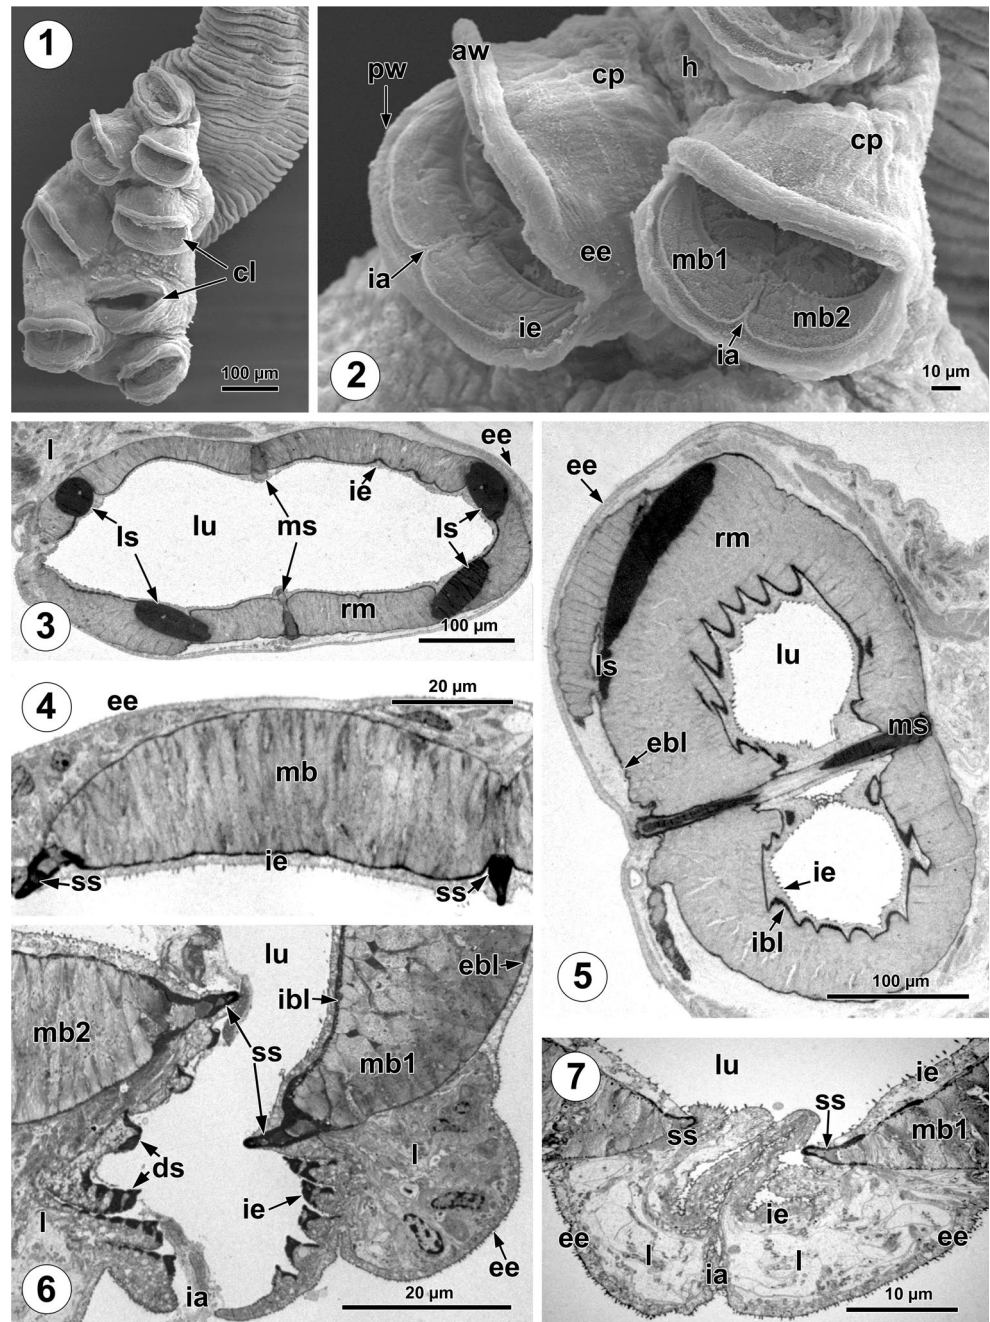 1
cl
100 µm
aw
pw
cp
h
cp
ia
ee
mb1
ie
mb2
ia
2
10 µm
l
ee
ie
ls
lu
ms
ls
rm
3
100 µm
4
20 µm
ee
mb
ie
ss
ss
ee
rm
lu
ls
ms
ebl
ie
ibl
5
100 µm
lu
ebl
ibl
mb2
ss
mb1
ds
l
ie
l
ee
ia
6
20 µm
7
lu
ie
ss
ss
mb1
ie
ee
l
ia
l
ee
10 µm